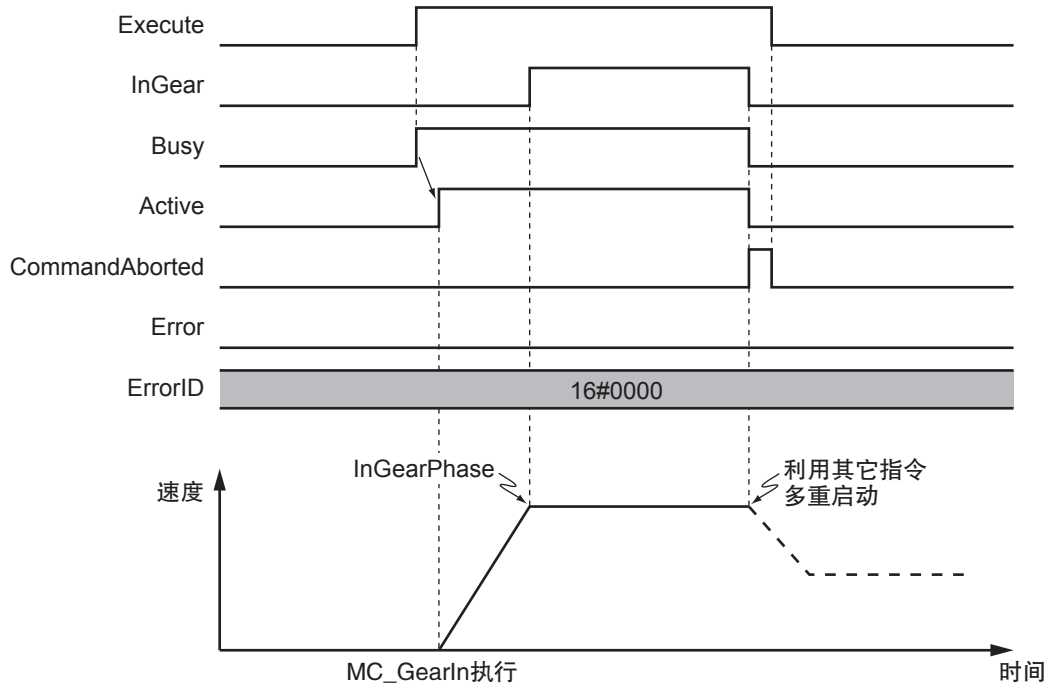 Execute
InGear
Busy
Active
CommandAborted
Error
ErrorID
16#0000
InGearPhase
利用其它指令
多重启动
速度
MC_GearIn执行
时间